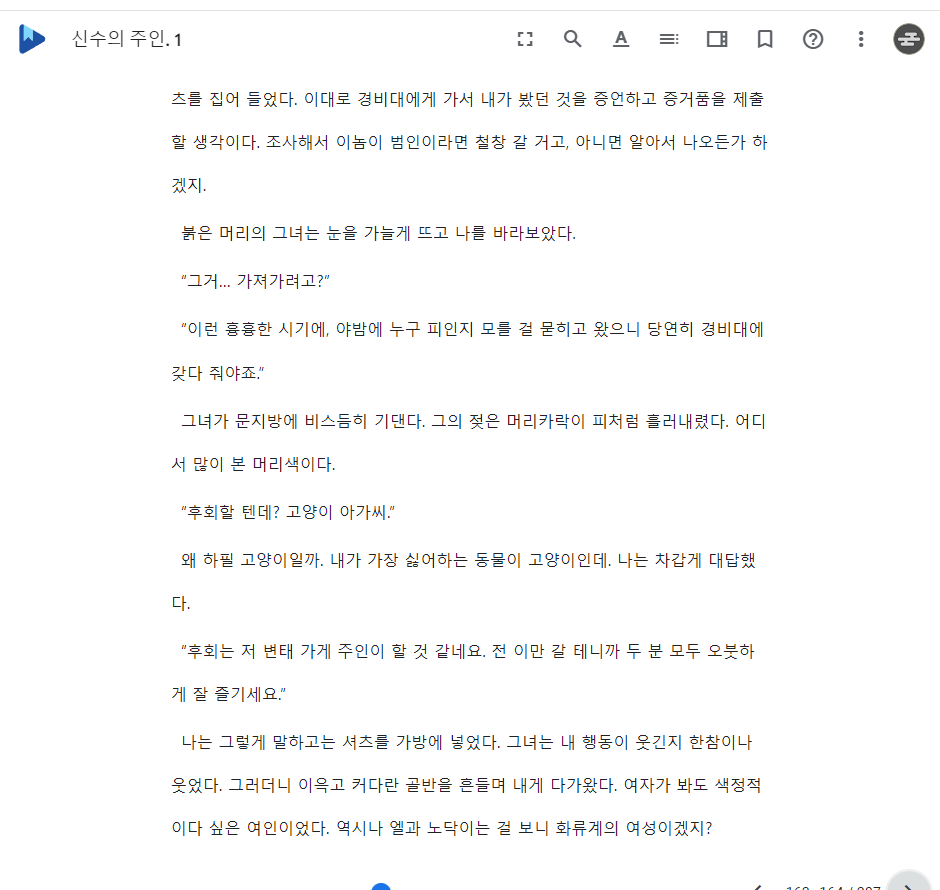 신수의 주인. 1
츠를 집어 들었다. 이대로 경비대에게 가서 내가 봤던 것을 증언하고 증거품을 제출
할 생각이다. 조사해서 이놈이 범인이라면 철창 갈 거고, 아니면 알아서 나오든가 하
겠지.
붉은 머리의 그녀는 눈을 가늘게 뜨고 나를 바라보았다.
“그거... 가져가려고?”
“이런 흉흉한 시기에, 야밤에 누구 피인지 모를 걸 묻히고 왔으니 당연히 경비대에
갖다 줘야죠.”
그녀가 문지방에 비스듬히 기댄다. 그의 젖은 머리카락이 피처럼 흘러내렸다. 어디
서 많이 본 머리색이다.
“후회할 텐데? 고양이 아가씨.”
왜 하필 고양이일까. 내가 가장 싫어하는 동물이 고양이인데. 나는 차갑게 대답했
다.
“후회는 저 변태 가게 주인이 할 것 같네요. 전 이만 갈 테니까 두 분 모두 오붓하
게 잘 즐기세요.”
나는 그렇게 말하고는 셔츠를 가방에 넣었다. 그녀는 내 행동이 웃긴지 한참이나
웃었다. 그러더니 이윽고 커다란 골반을 흔들며 내게 다가왔다. 여자가 봐도 색정적
이다 싶은 여인이었다. 역시나 엘과 노닥이는 걸 보니 화류계의 여성이겠지?